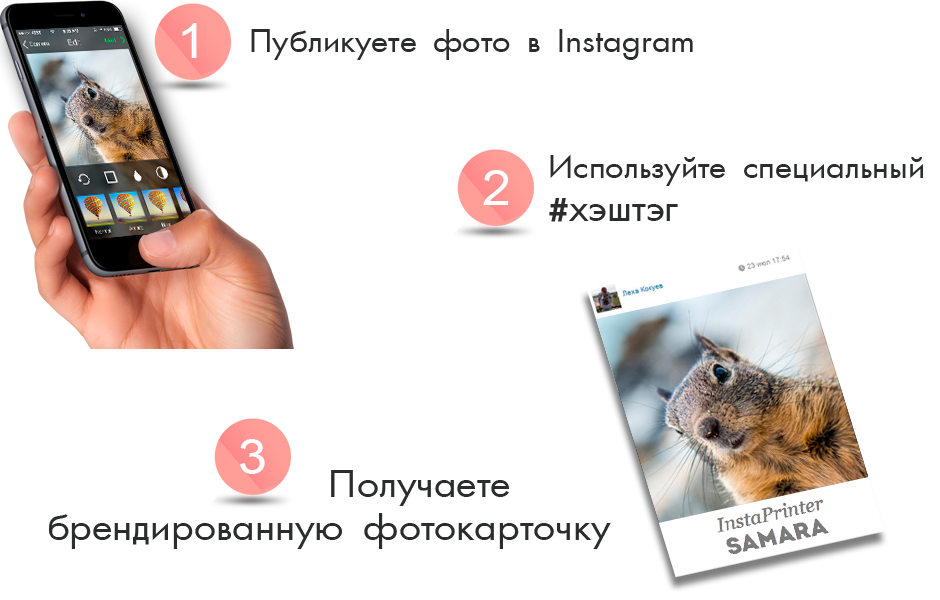 1
Публикуете фото в Instagram
Edit
2
Используйте специальный
#хэштэг
23 июл 17:54
Леха Кокуев
InstaPrinter
SAMARA
3
Получаете
брендированную фотокарточку